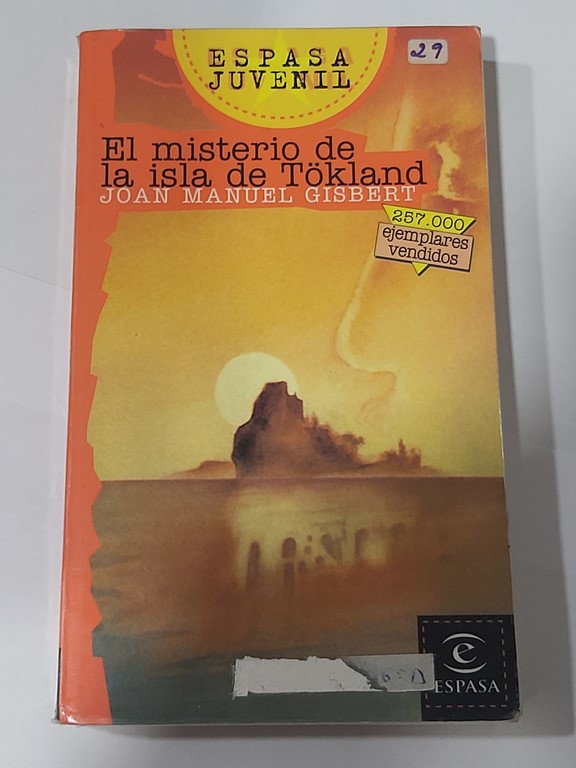 ESPASA
JUVENIL
29
El misterio de
la isla de Tökland
JOAN MANUEL GISBERT
257.000
ejemplares
vendidos
e
ESPASA